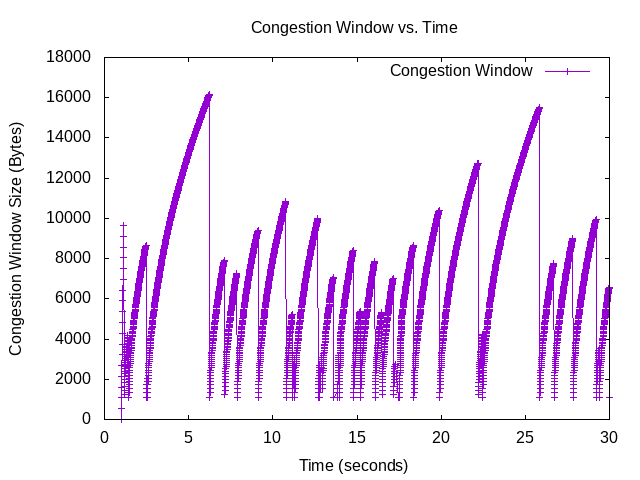 Congestion Window vs. Time
18000
16000
14000
12000
10000
8000
6000
4000
2000
0
Congestion Window
Congestion Window Size (Bytes)
0 5 10 15 20 25 30
Time (seconds)